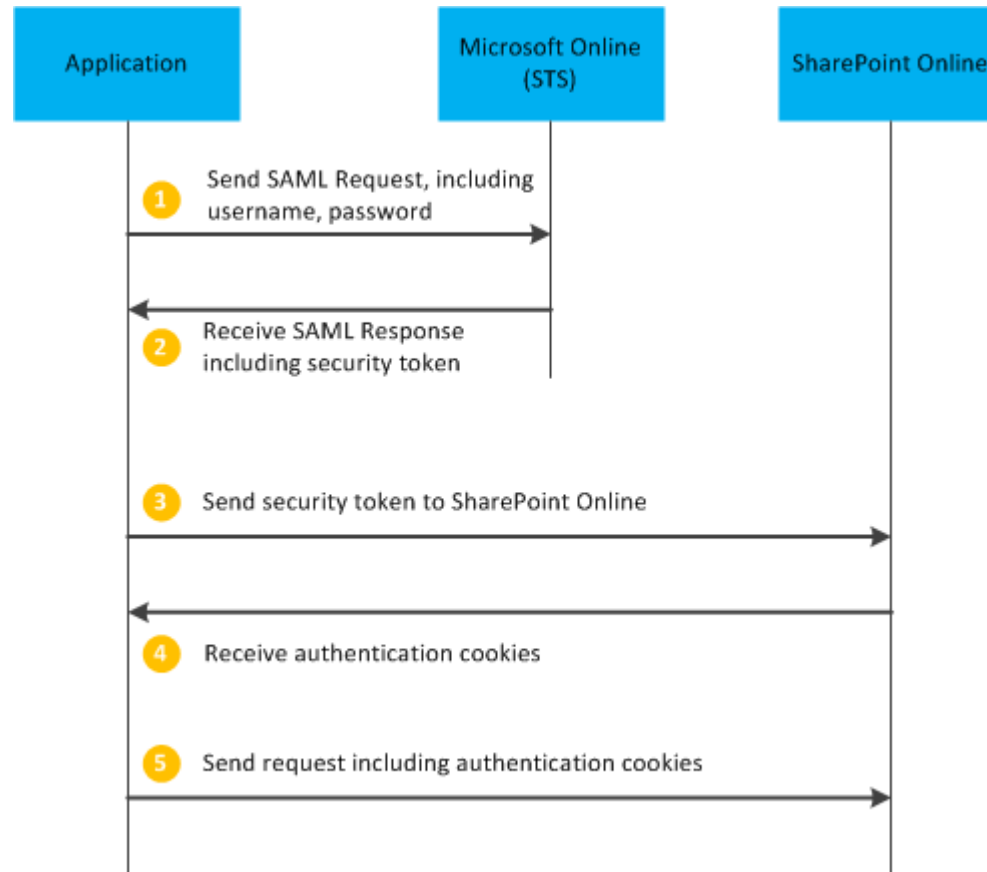 Application
Microsoft Online
(STS)
SharePoint Online
1
Send SAML Request, including
username, password
2
Receive SAML Response
including security token
3
Send security token to SharePoint Online
4
Receive authentication cookies
5
Send request including authentication cookies